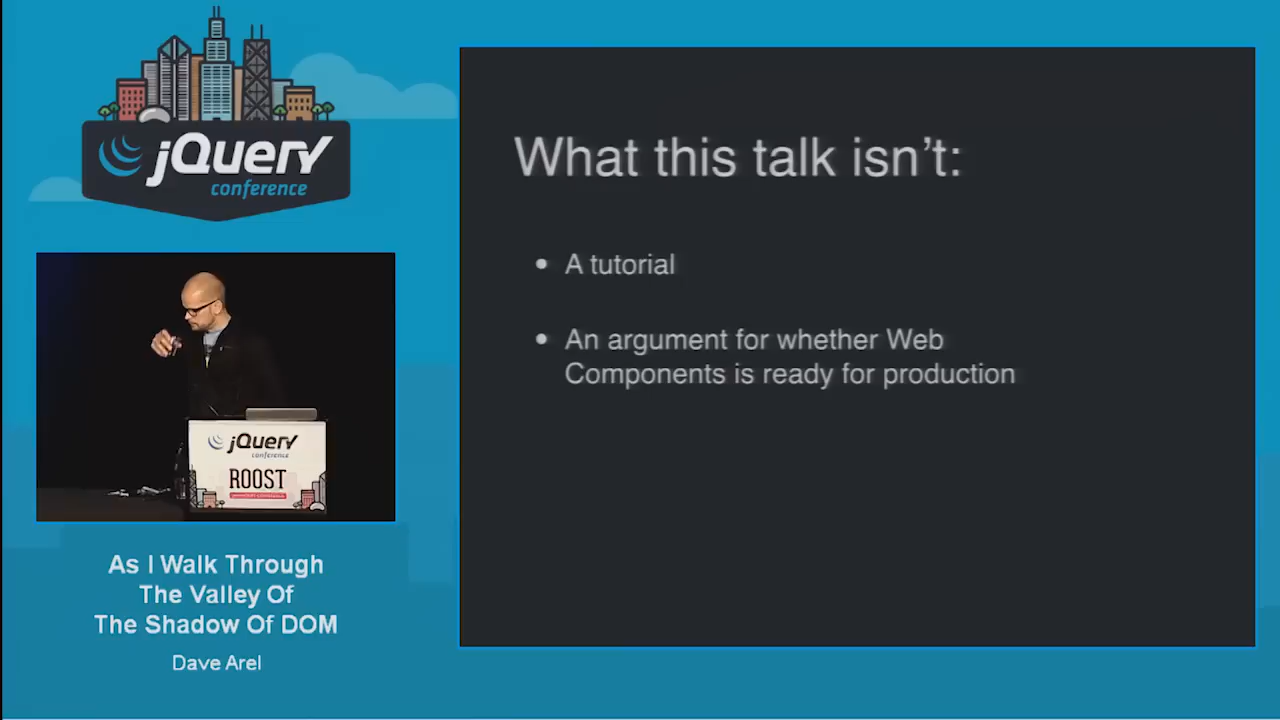 jQuery
conference
What this talk isn't:
• A tutorial
• An argument for whether Web
Components is ready for production
jQuery
conference
ROOST
As I Walk Through
The Valley Of
The Shadow Of DOM
Dave Arel